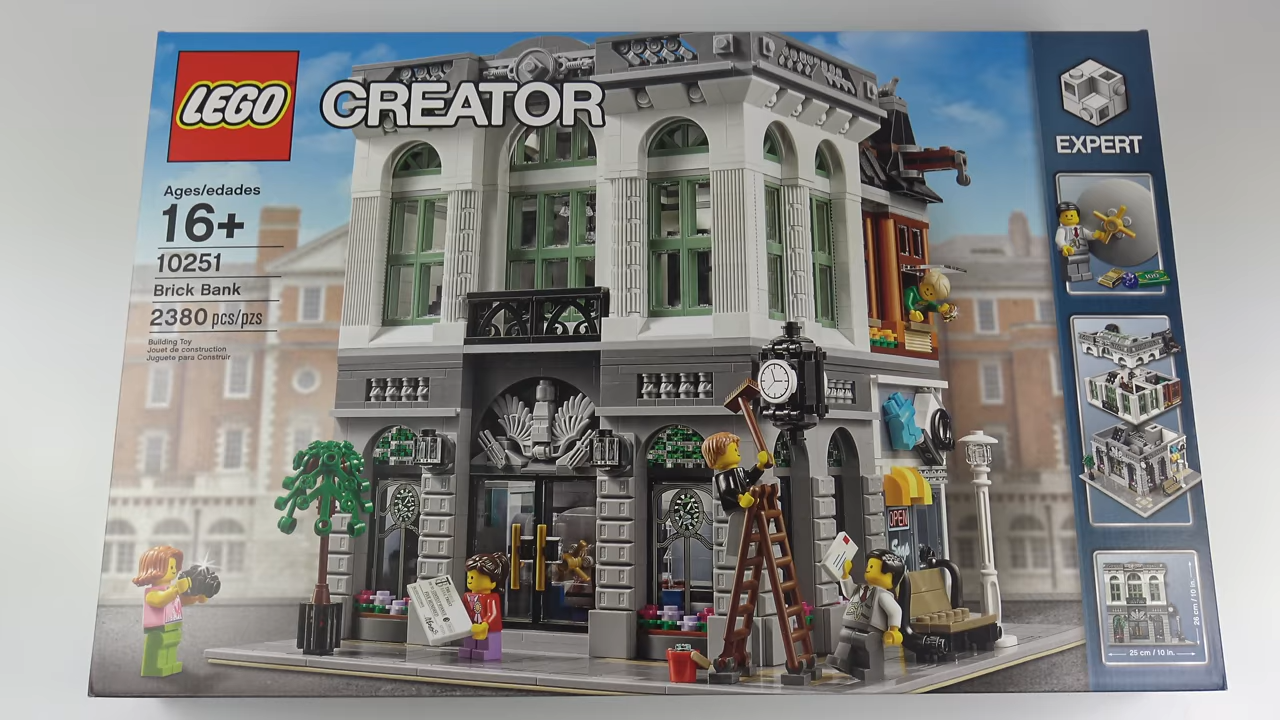 LEGO CREATOR
EXPERT
Ages/edades
16+
10251
Brick Bank
2380 pcs/pzs
Building Toy
Jouet de construction
Juguete para Construir
100
OPEN
26 cm / 10 in.
25 cm / 10 in.